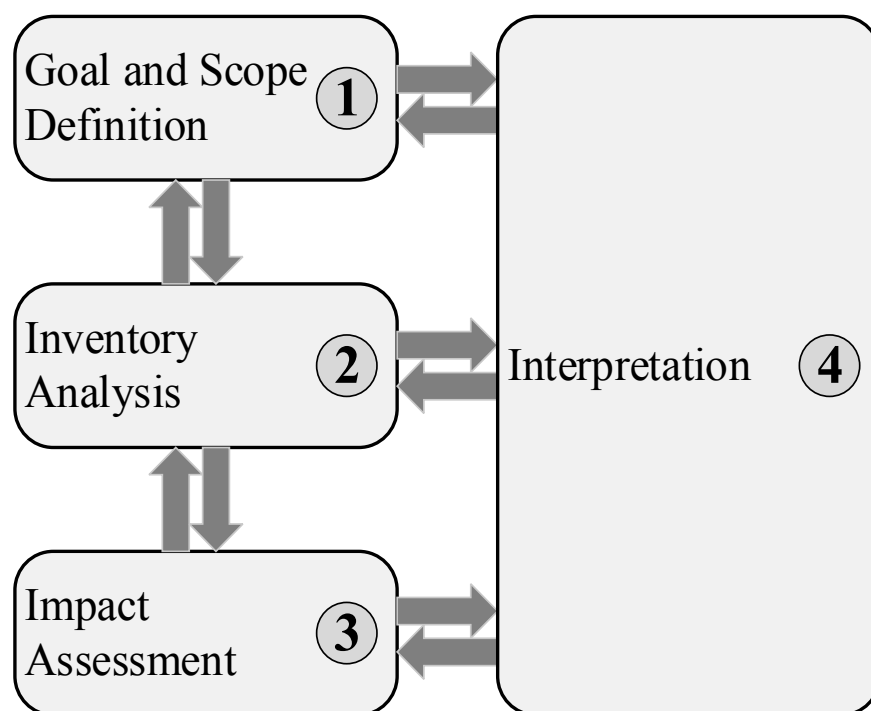 Goal and Scope
Definition
1
Inventory
Analysis
2
Impact
Assessment
3
Interpretation
4